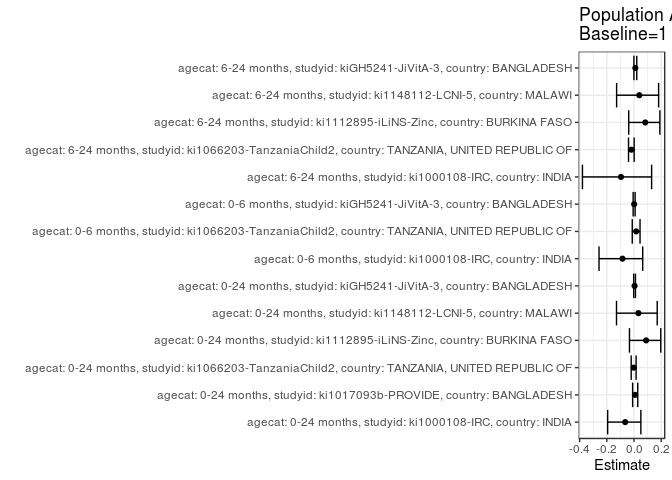 Population A
Baseline=1
agecat: 6-24 months, studyid: kiGH5241-JiVitA-3, country: BANGLADESH
agecat: 6-24 months, studyid: ki1148112-LCNI-5, country: MALAWI
agecat: 6-24 months, studyid: ki1112895-iLiNS-Zinc, country: BURKINA FASO
agecat: 6-24 months, studyid: ki1066203-TanzaniaChild2, country: TANZANIA, UNITED REPUBLIC OF
agecat: 6-24 months, studyid: ki1000108-IRC, country: INDIA
agecat: 0-6 months, studyid: kiGH5241-JiVitA-3, country: BANGLADESH
agecat: 0-6 months, studyid: ki1066203-TanzaniaChild2, country: TANZANIA, UNITED REPUBLIC OF
agecat: 0-6 months, studyid: ki1000108-IRC, country: INDIA
agecat: 0-24 months, studyid: kiGH5241-JiVitA-3, country: BANGLADESH
agecat: 0-24 months, studyid: ki1148112-LCNI-5, country: MALAWI
agecat: 0-24 months, studyid: ki1112895-iLiNS-Zinc, country: BURKINA FASO
agecat: 0-24 months, studyid: ki1066203-TanzaniaChild2, country: TANZANIA, UNITED REPUBLIC OF
agecat: 0-24 months, studyid: ki1017093b-PROVIDE, country: BANGLADESH
agecat: 0-24 months, studyid: ki1000108-IRC, country: INDIA
-0.4 -0.2 0.0 0.2
Estimate